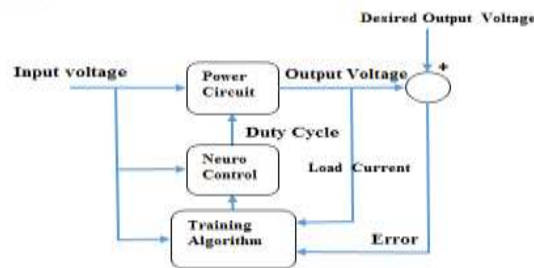 Desired Output Voltage
Input voltage
Power
Circuit
Output Voltage
+
Duty Cycle
Neuro
Control
Load Current
Training
Algorithm
Error